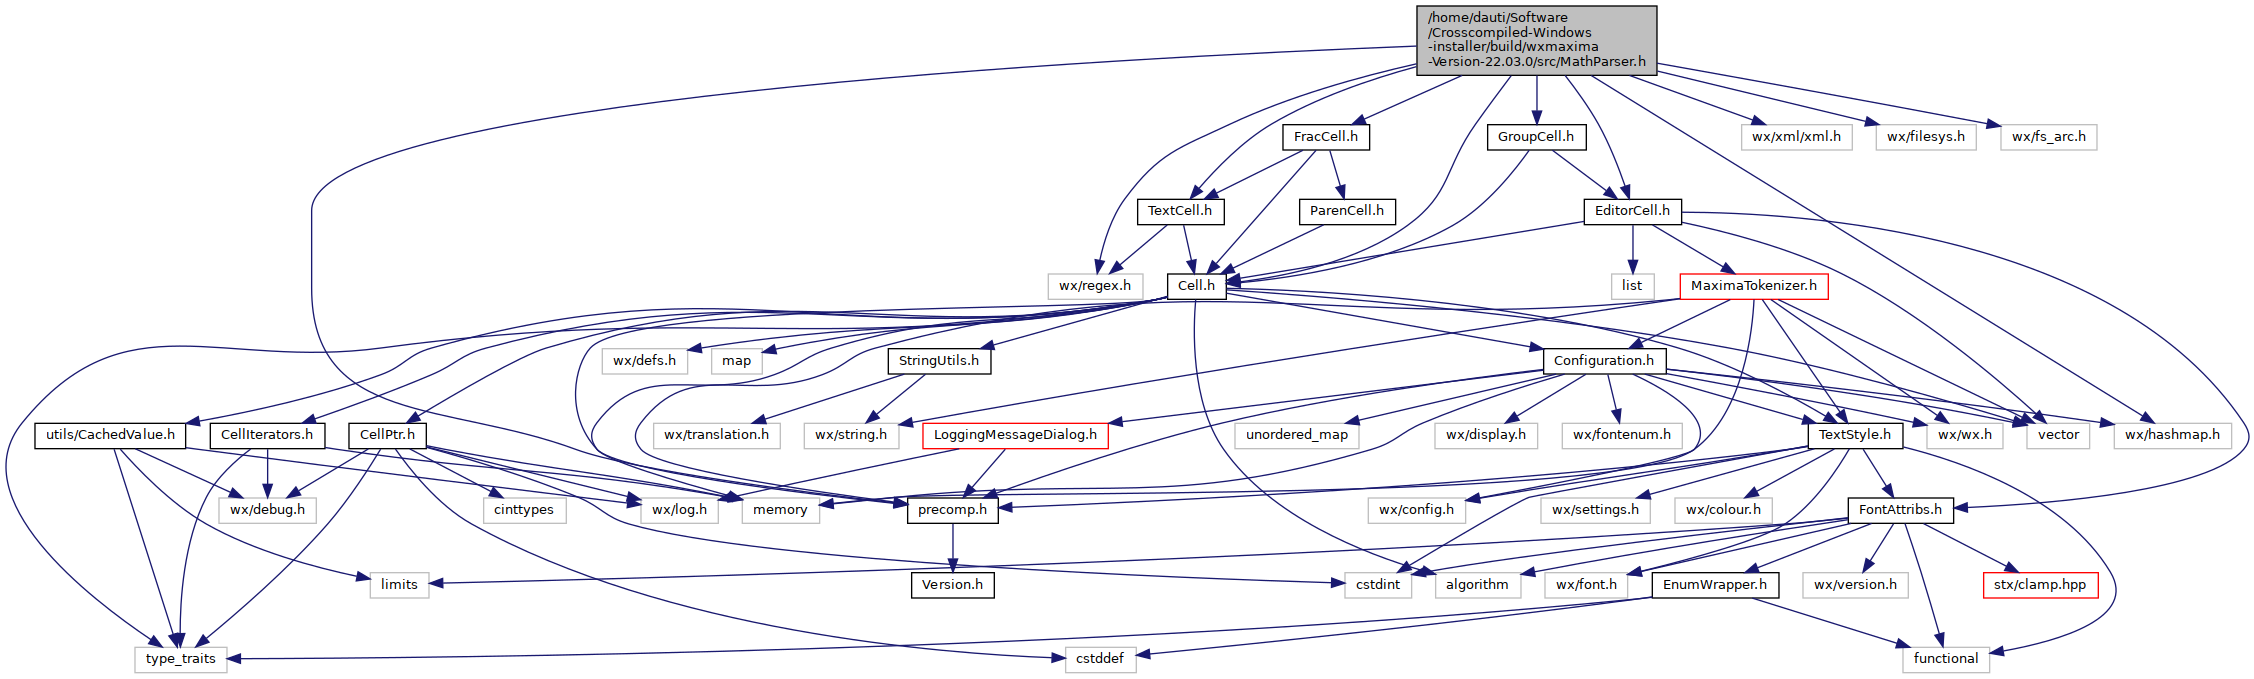 /home/dauti/Software
/Crosscompiled-Windows
-installer/build/wxmaxima
-Version-22.03.0/src/MathParser.h
FracCell.h
GroupCell.h
wx/xml/xml.h
wx/filesys.h
wx/fs_arc.h
TextCell.h
ParenCell.h
EditorCell.h
wx/regex.h
Cell.h
list
MaximaTokenizer.h
wx/defs.h
map
StringUtils.h
Configuration.h
utils/CachedValue.h
CellIterators.h
CellPtr.h
wx/translation.h
wx/string.h
LoggingMessageDialog.h
unordered_map
wx/display.h
wx/fontenum.h
TextStyle.h
wx/wx.h
vector
wx/hashmap.h
wx/debug.h
cinttypes
wx/log.h
memory
precomp.h
wx/config.h
wx/settings.h
wx/colour.h
FontAttribs.h
limits
Version.h
cstdint
algorithm
wx/font.h
EnumWrapper.h
wx/version.h
stx/clamp.hpp
type_traits
cstddef
functional